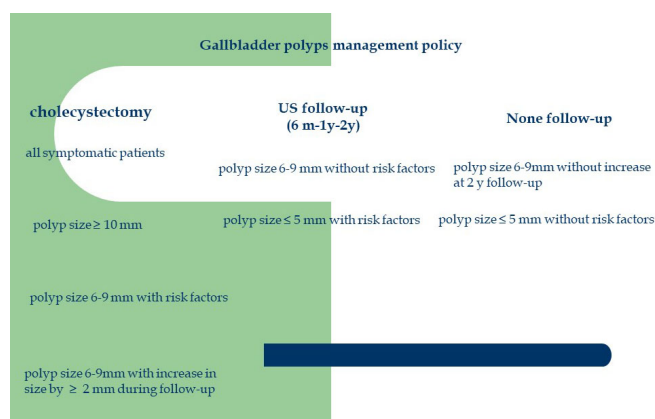 Gallbladder polyps management policy
cholecystectomy
all symptomatic patients
polyp size ≥ 10 mm
polyp size 6-9 mm with risk factors
polyp size 6-9mm with increase in
size by ≥ 2 mm during follow-up
US follow-up
(6 m-1y-2y)
polyp size 6-9 mm without risk factors
polyp size ≤ 5 mm with risk factors
None follow-up
polyp size 6-9mm without increase
at 2 y follow-up
polyp size ≤ 5 mm without risk factors